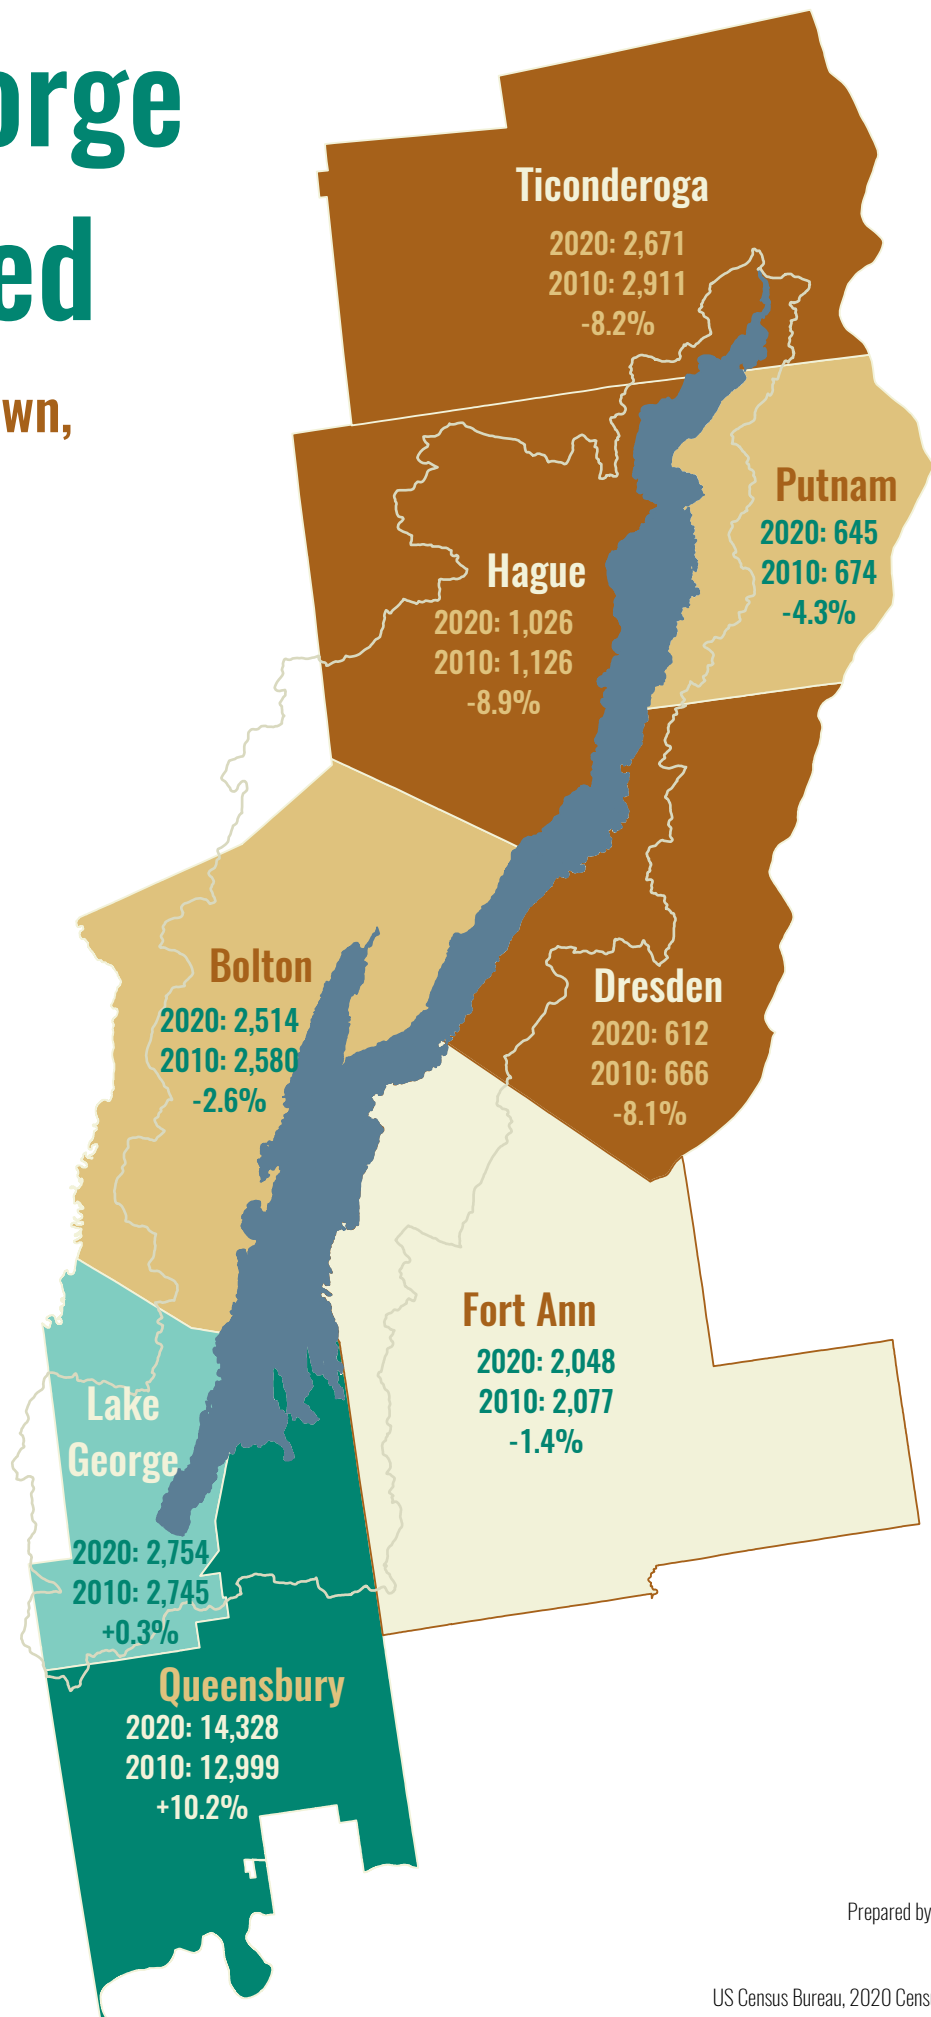 orge
ed
wn,
Ticonderoga
2020: 2,671
2010: 2,911
-8.2%
Putnam
2020: 645
2010: 674
-4.3%
Hague
2020: 1,026
2010: 1,126
-8.9%
Bolton
2020: 2,514
2010: 2,580
-2.6%
Dresden
2020: 612
2010: 666
-8.1%
Fort Ann
2020: 2,048
2010: 2,077
-1.4%
Lake
George
2020: 2,754
2010: 2,745
+0.3%
Queensbury
2020: 14,328
2010: 12,999
+10.2%
Prepared by
US Census Bureau, 2020 Cens